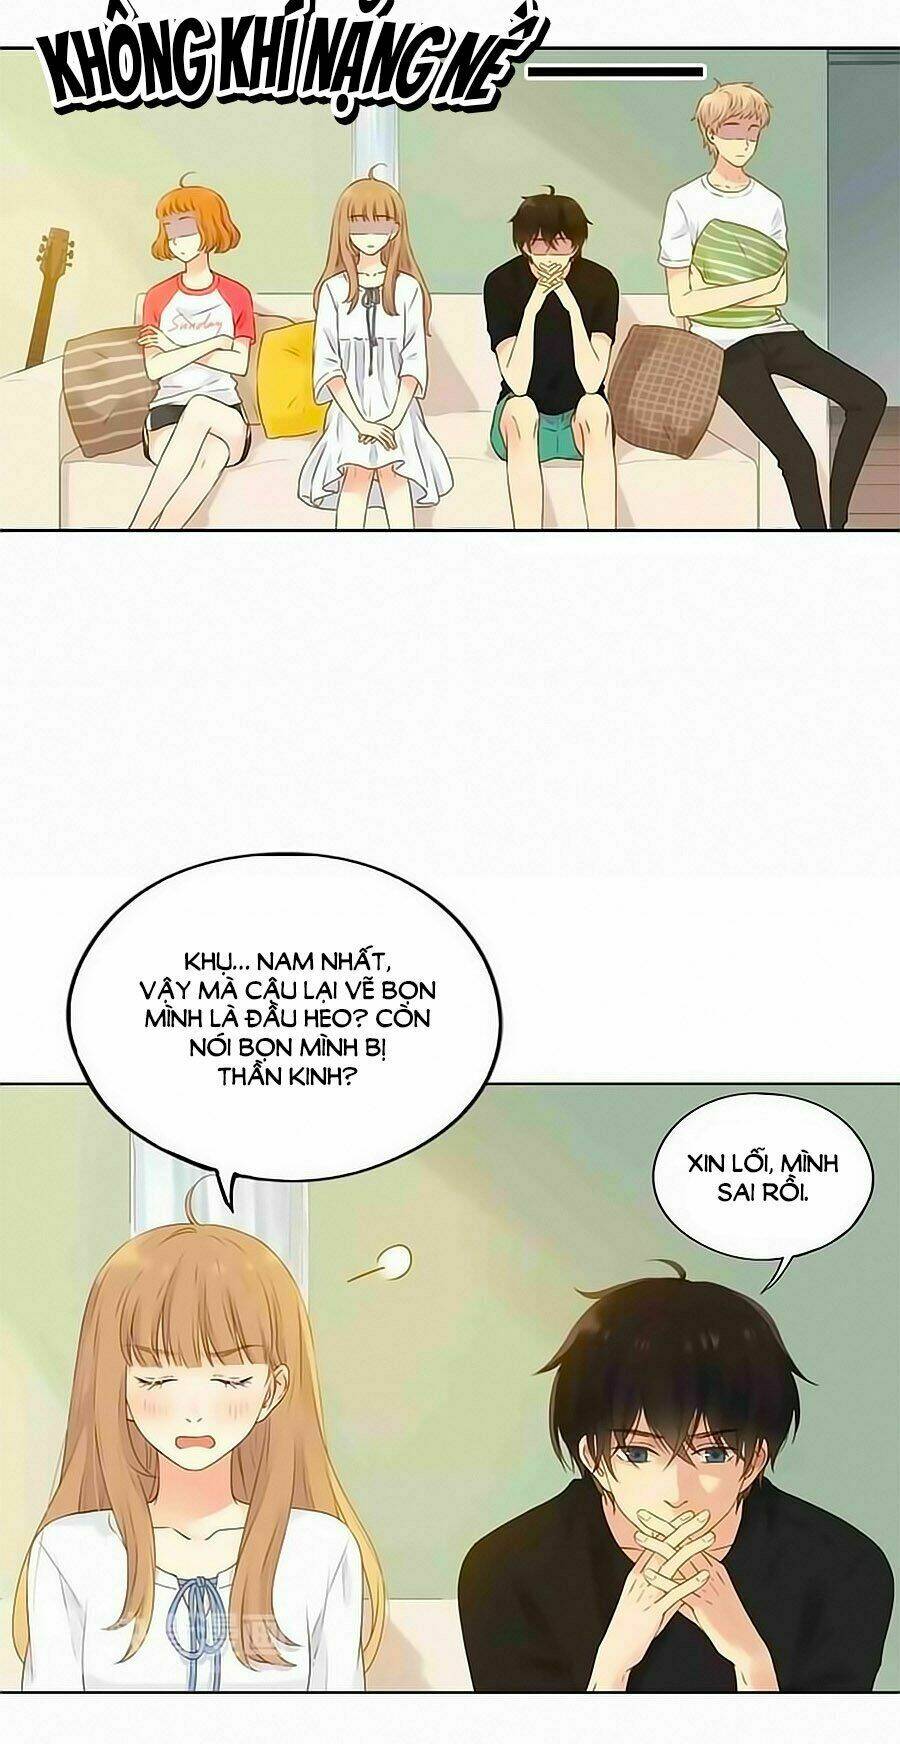 KHÔNG KHÍ NẶNG NỀ
Sunday
KHỤ... NAM NHẤT,
VẬY MÀ CẬU LẠI VẼ BỌN
MÌNH LÀ ĐẦU HEO? CÒN
NÓI BỌN MÌNH BỊ
THẦN KINH?
XIN LỖI, MÌNH
SAI RỒI.